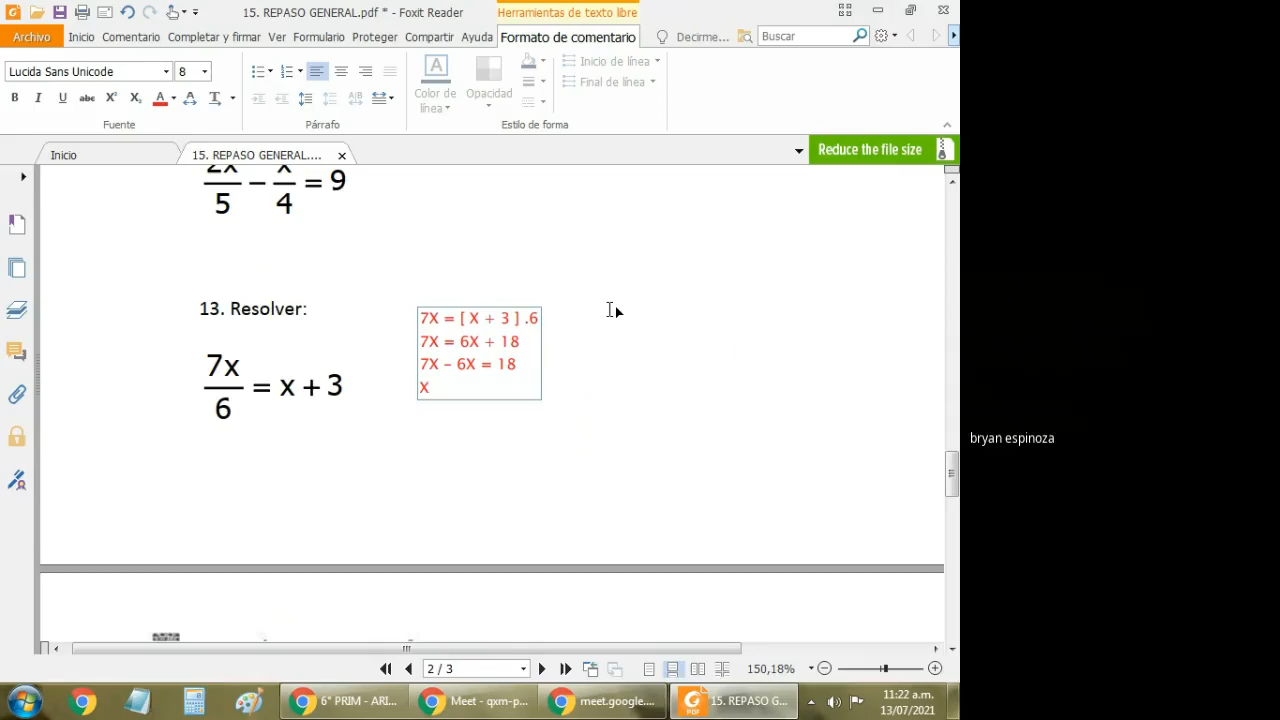 15. REPASO GENERAL.pdf * - Foxit Reader
Herramientas de texto libre
Archivo Inicio Comentario Completar y firmar Ver Formulario Proteger Compartir Ayuda Formato de comentario Decirme... Buscar
Lucida Sans Unicode 8
Color de línea
Opacidad
Inicio de línea
Final de línea
Fuente Párrafo Estilo de forma
Inicio 15. REPASO GENERAL.... Reduce the file size
2x/5 − x/4 = 9
13. Resolver:
7x/6 = x + 3
7X = [ X + 3 ] .6
7X = 6X + 18
7X – 6X = 18
X
bryan espinoza
2 / 3
150,18%
6° PRIM - ARI... Meet - qxm-p... meet.google.... 15. REPASO G...
11:22 a.m.
13/07/2021